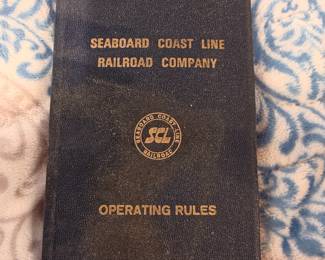 SEABOARD COAST LINE
RAILROAD COMPANY
SEABOARD COAST LINE
SCL
RAILROAD
OPERATING RULES